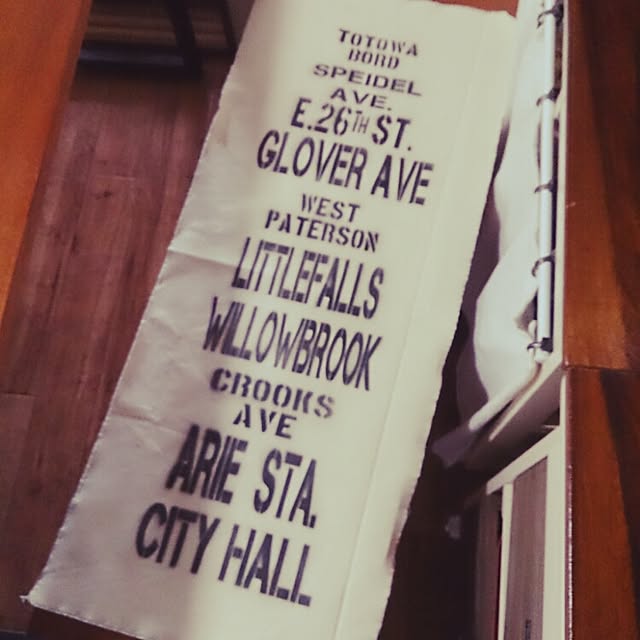 TOTOWA
BORO
SPEIDEL
AVE.
E.26TH ST.
GLOVER AVE
WEST
PATERSON
LITTLEFALLS
WILLOWBROOK
CROOKS
AVE
ARIE STA.
CITY HALL